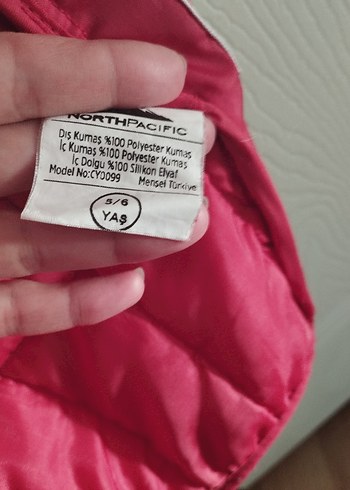 NORTHPACIFIC
Dış Kumaş %100 Polyester Kumaş
İç Kumaş %100 Polyester Kumaş
İç Dolgu %100 Silikon Elyaf
Model No:CY0099 Menşei Türkiye
5/6
YAŞ